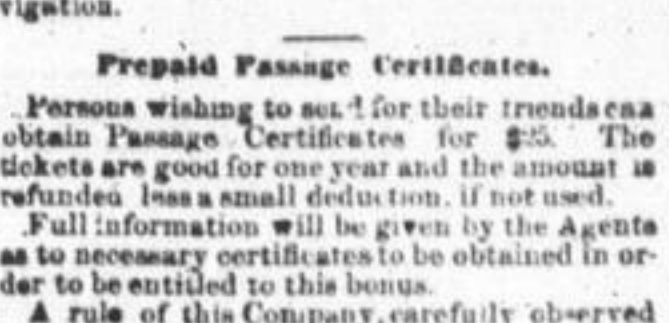 vigation.
Prepaid Passage Certificates.
Persons wishing to send for their friends can
obtain Passage Certificates for $25. The
tickets are good for one year and the amount is
refunded less a small deduction, if not used.
Full information will be given by the Agents
as to necessary certificates to be obtained in or-
der to be entitled to this bonus.
A rule of this Company, carefully observed